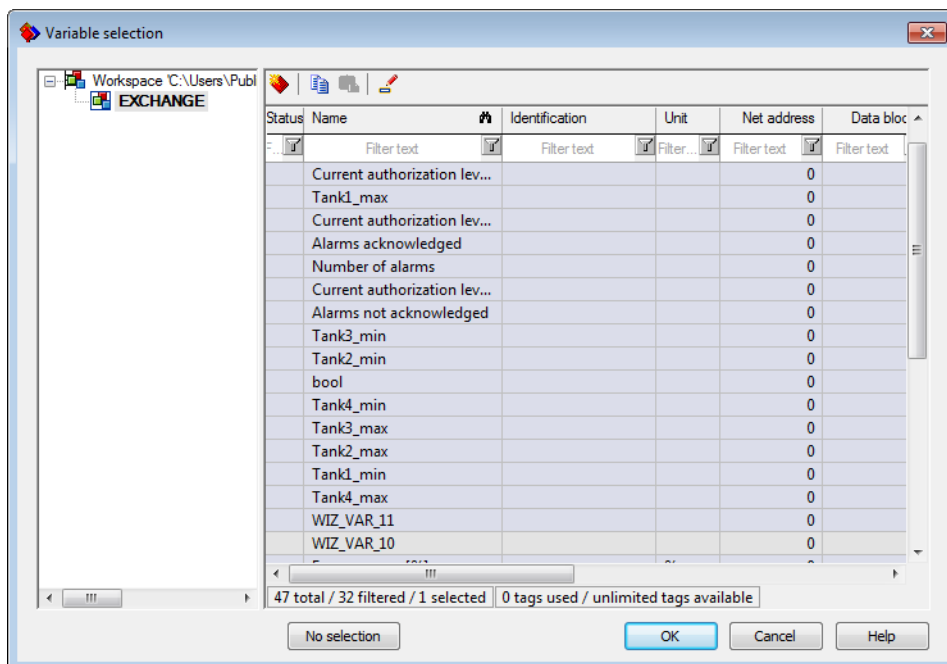 Variable selection
Workspace 'C:\Users\Publ
EXCHANGE
Status Name Identification Unit Net address Data bloc
F... Filter text Filter text Filter... Filter text Filter text
Current authorization lev... 0
Tank1_max 0
Current authorization lev... 0
Alarms acknowledged 0
Number of alarms 0
Current authorization lev... 0
Alarms not acknowledged 0
Tank3_min 0
Tank2_min 0
bool 0
Tank4_min 0
Tank3_max 0
Tank2_max 0
Tank1_min 0
Tank4_max 0
WIZ_VAR_11 0
WIZ_VAR_10 0
47 total / 32 filtered / 1 selected 0 tags used / unlimited tags available
No selection OK Cancel Help